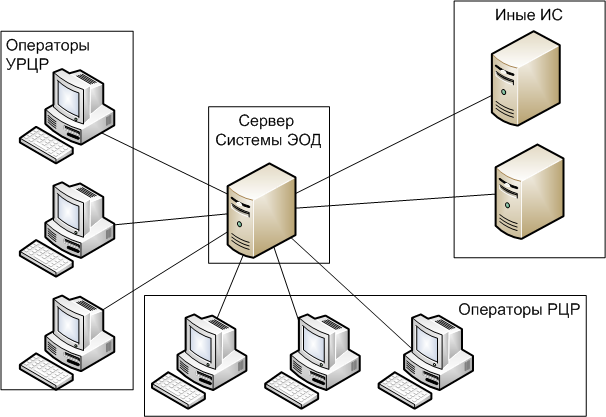 Операторы
УРЦР
Сервер
Системы ЭОД
Иные ИС
Операторы РЦР